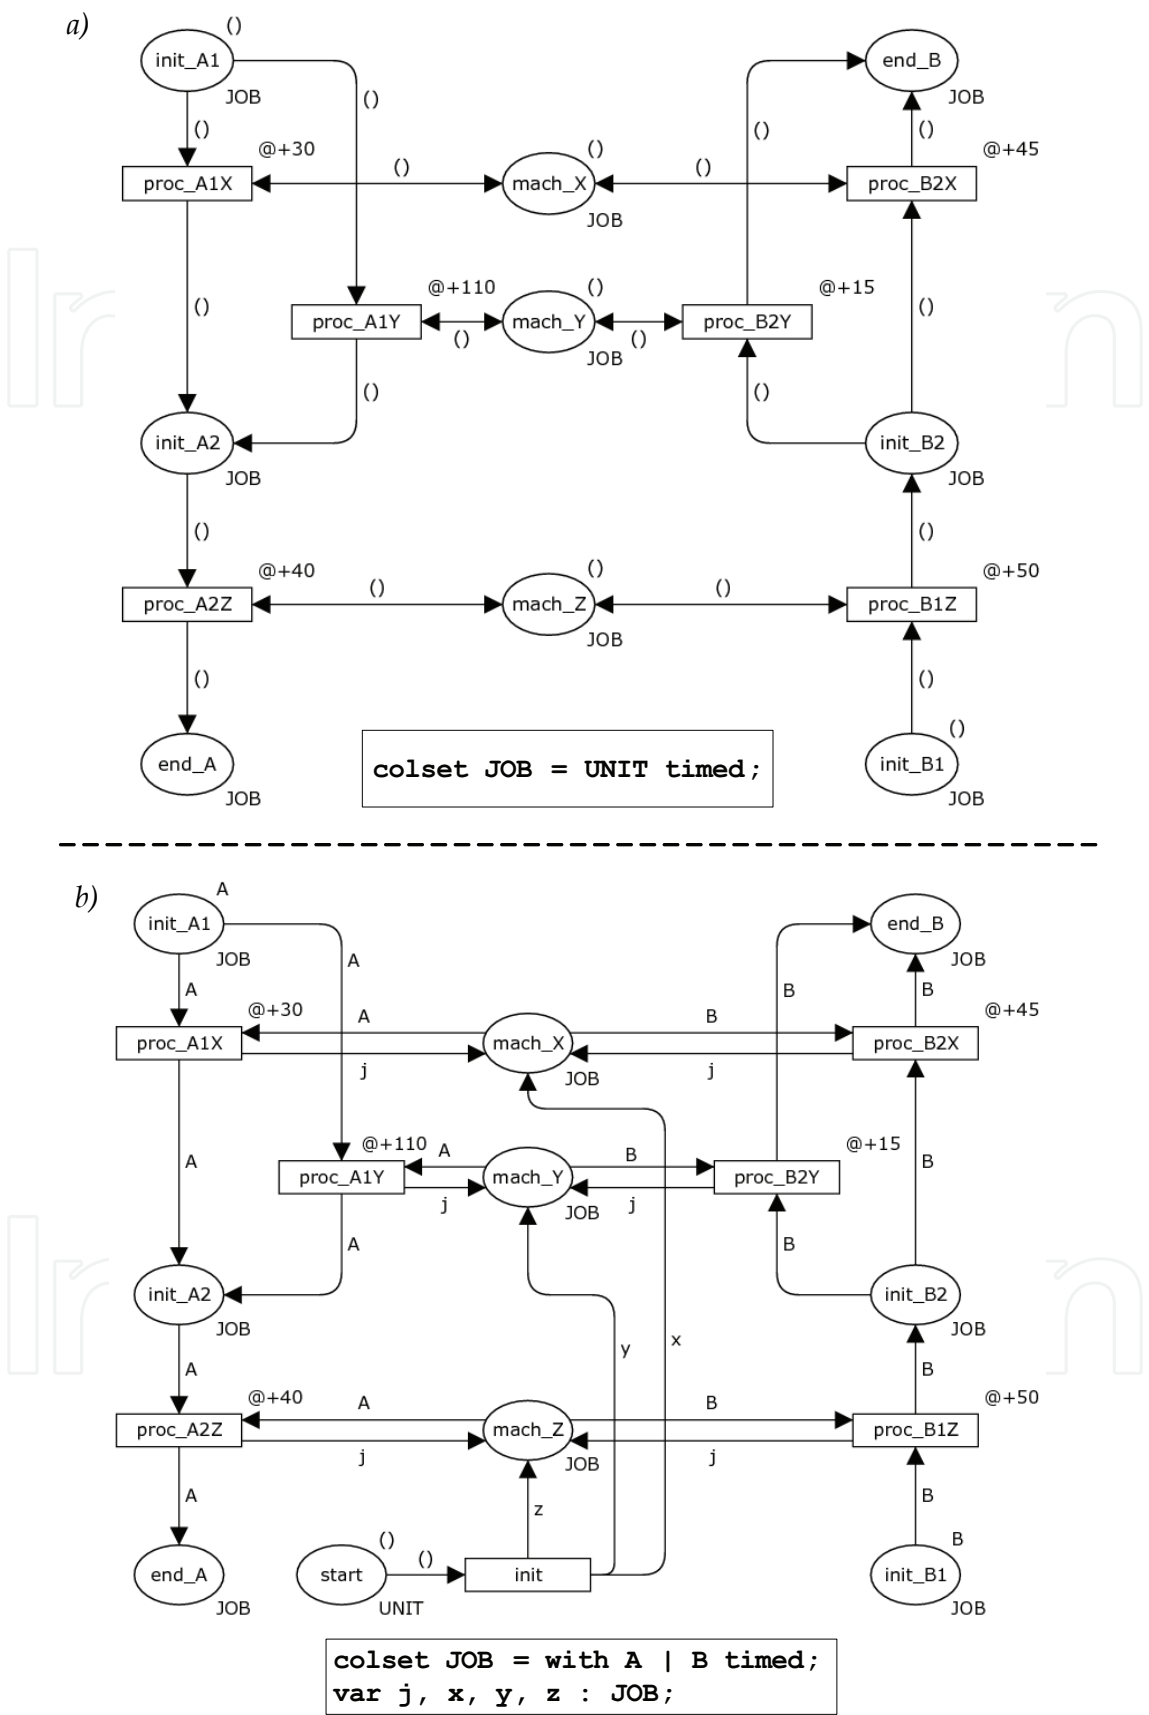 a)
()
init_A1
JOB
end_B
JOB
()
()
()
()
@+30
()
()
()
@+45
proc_A1X
mach_X
JOB
proc_B2X
()
@+110
()
@+15
()
proc_A1Y
()
mach_Y
JOB
()
proc_B2Y
()
()
init_A2
JOB
init_B2
JOB
()
()
@+40
()
()
()
@+50
proc_A2Z
mach_Z
JOB
proc_B1Z
()
()
()
end_A
JOB
init_B1
JOB
colset JOB = UNIT timed;
b)
A
init_A1
JOB
end_B
JOB
A
A
B
B
@+30
A
B
@+45
proc_A1X
mach_X
proc_B2X
j
JOB
j
@+110
A
B
@+15
A
proc_A1Y
mach_Y
proc_B2Y
B
j
JOB
j
A
B
init_A2
JOB
init_B2
JOB
y
x
A
B
@+40
A
B
@+50
proc_A2Z
mach_Z
proc_B1Z
j
JOB
j
A
z
B
()
()
B
end_A
JOB
start
UNIT
init
init_B1
JOB
colset JOB = with A | B timed;
var j, x, y, z : JOB;